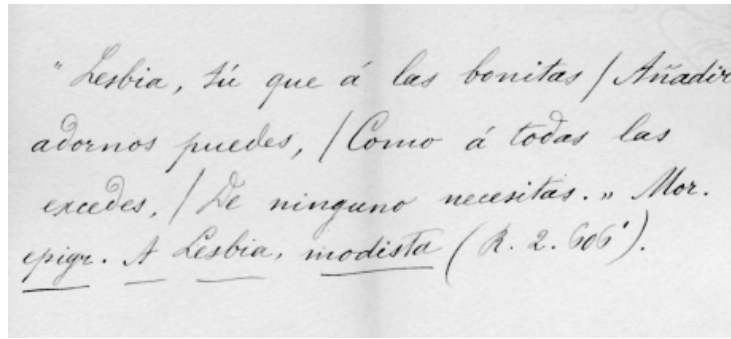 "Lesbia, tú que á las bonitas / Añadir
adornos puedes, / Como á todas las
excedes, / De ninguno necesitas. „ Mor.
epigr. A Lesbia, modista (R. 2. 606').